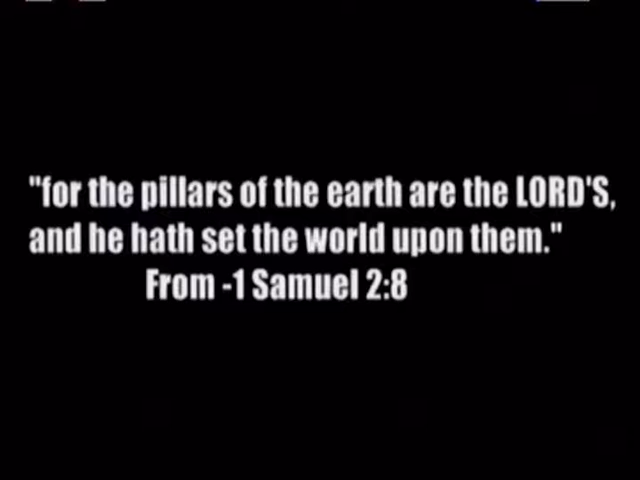 "for the pillars of the earth are the LORD'S,
and he hath set the world upon them."
From -1 Samuel 2:8